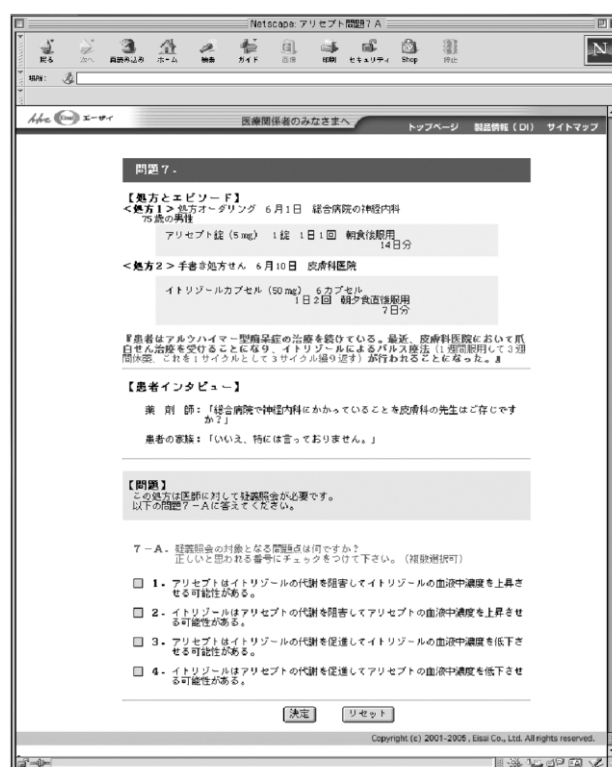 Netscape: アリセプト問題7 A
戻る 次へ 再読み込み ホーム 検索 ガイド 画像 印刷 セキュリティ Shop 停止
場所:
N
hhc Eisai エーザイ
医療関係者のみなさまへ
トップページ 製品情報(DI) サイトマップ
問題7.
【処方とエピソード】
<処方1>処方オーダリング 6月1日 総合病院の神経内科
75歳の男性
アリセプト錠(5mg) 1錠 1日1回 朝食後服用
14日分
<処方2>手書き処方せん 6月10日 皮膚科医院
イトリゾールカプセル(50mg) 6カプセル
1日2回 朝夕食直後服用
7日分
『患者はアルツハイマー型痴呆症の治療を続けている。最近、皮膚科医院において爪
白せん治療を受けることになり、イトリゾールによるパルス療法(1週間服用して3週
間休薬、これを1サイクルとして3サイクル繰り返す)が行われることになった。』
【患者インタビュー】
薬剤師:「総合病院で神経内科にかかっていることを皮膚科の先生はご存じです
か?」
患者の家族:「いいえ、特には言っておりません。」
【問題】
この処方は医師に対して疑義照会が必要です。
以下の問題7-Aに答えてください。
7-A. 疑義照会の対象となる問題点は何ですか?
正しいと思われる番号にチェックをつけて下さい。(複数選択可)
1. アリセプトはイトリゾールの代謝を阻害してイトリゾールの血液中濃度を上昇さ
せる可能性がある。
2. イトリゾールはアリセプトの代謝を阻害してアリセプトの血液中濃度を上昇させ
る可能性がある。
3. アリセプトはイトリゾールの代謝を促進してイトリゾールの血液中濃度を低下さ
せる可能性がある。
4. イトリゾールはアリセプトの代謝を促進してアリセプトの血液中濃度を低下させ
る可能性がある。
決定 リセット
Copyright (c) 2001-2005, Eisai Co., Ltd. All rights reserved.